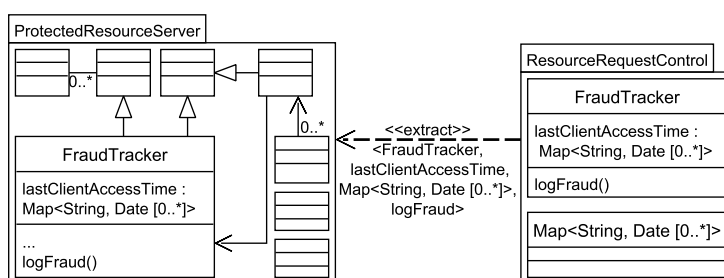 ProtectedResourceServer
0..*
FraudTracker
lastClientAccessTime :
Map<String, Date [0..*]>
...
logFraud()
0..*
<<extract>>
<FraudTracker,
lastClientAccessTime,
Map<String, Date [0..*]>,
logFraud>
ResourceRequestControl
FraudTracker
lastClientAccessTime :
Map<String, Date [0..*]>
logFraud()
Map<String, Date [0..*]>